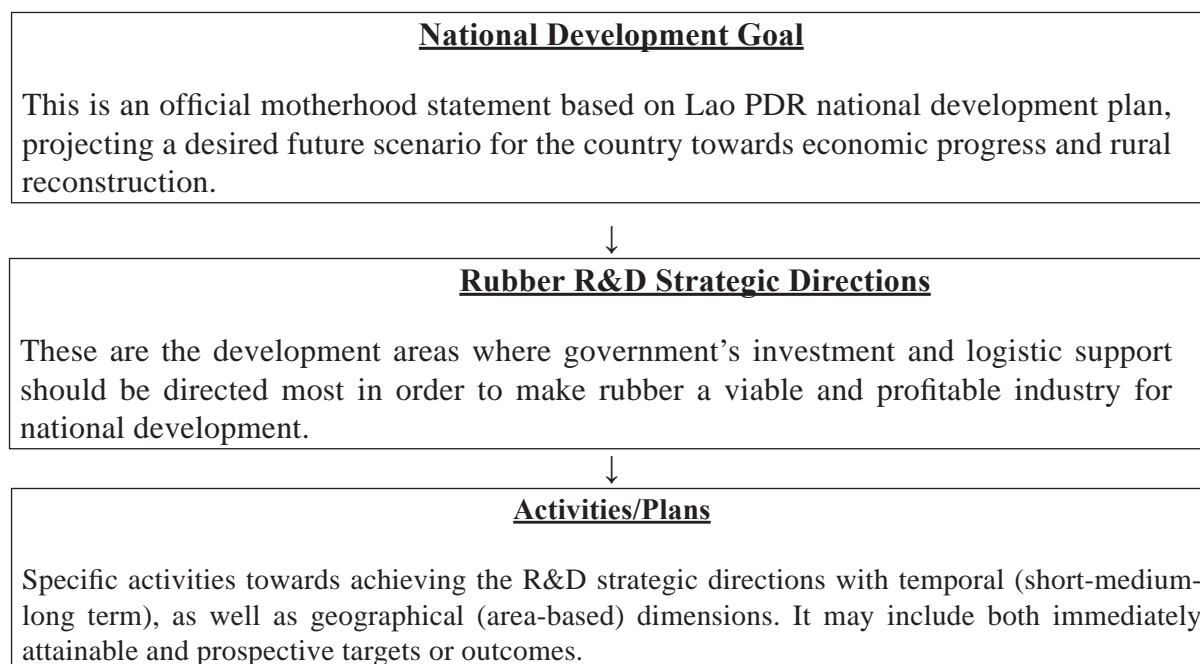 National Development Goal
This is an official motherhood statement based on Lao PDR national development plan,
projecting a desired future scenario for the country towards economic progress and rural
reconstruction.
↓
Rubber R&D Strategic Directions
These are the development areas where government’s investment and logistic support
should be directed most in order to make rubber a viable and profitable industry for
national development.
↓
Activities/Plans
Specific activities towards achieving the R&D strategic directions with temporal (short-medium-
long term), as well as geographical (area-based) dimensions. It may include both immediately
attainable and prospective targets or outcomes.